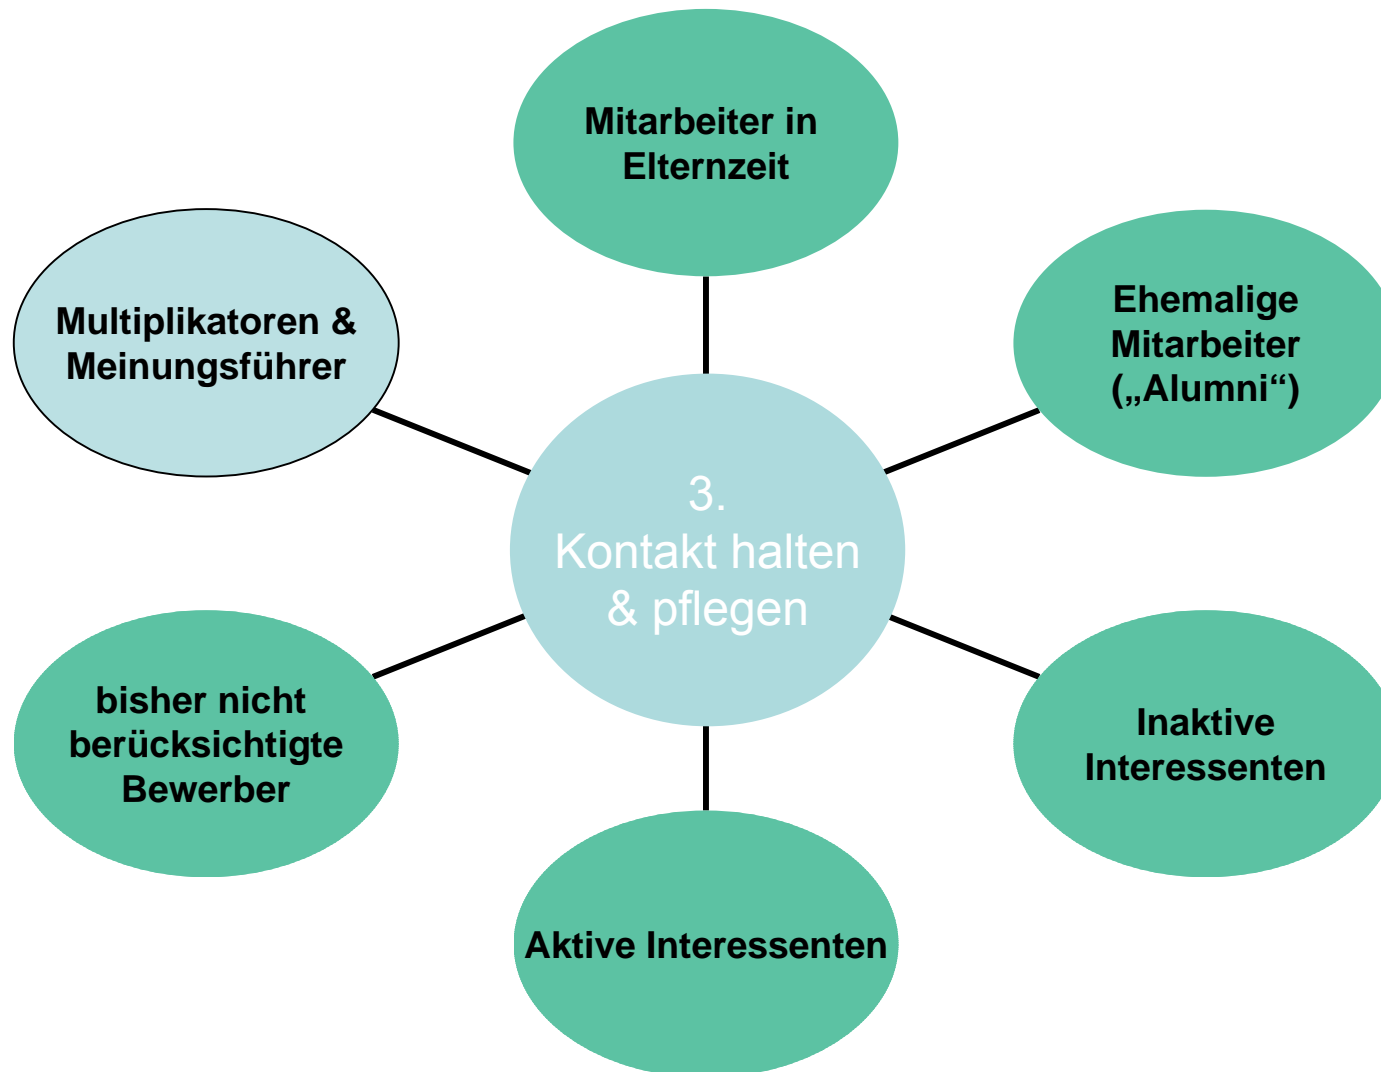 Mitarbeiter in
Elternzeit
Multiplikatoren &
Meinungsführer
Ehemalige
Mitarbeiter
(„Alumni“)
3.
Kontakt halten
& pflegen
bisher nicht
berücksichtigte
Bewerber
Inaktive
Interessenten
Aktive Interessenten